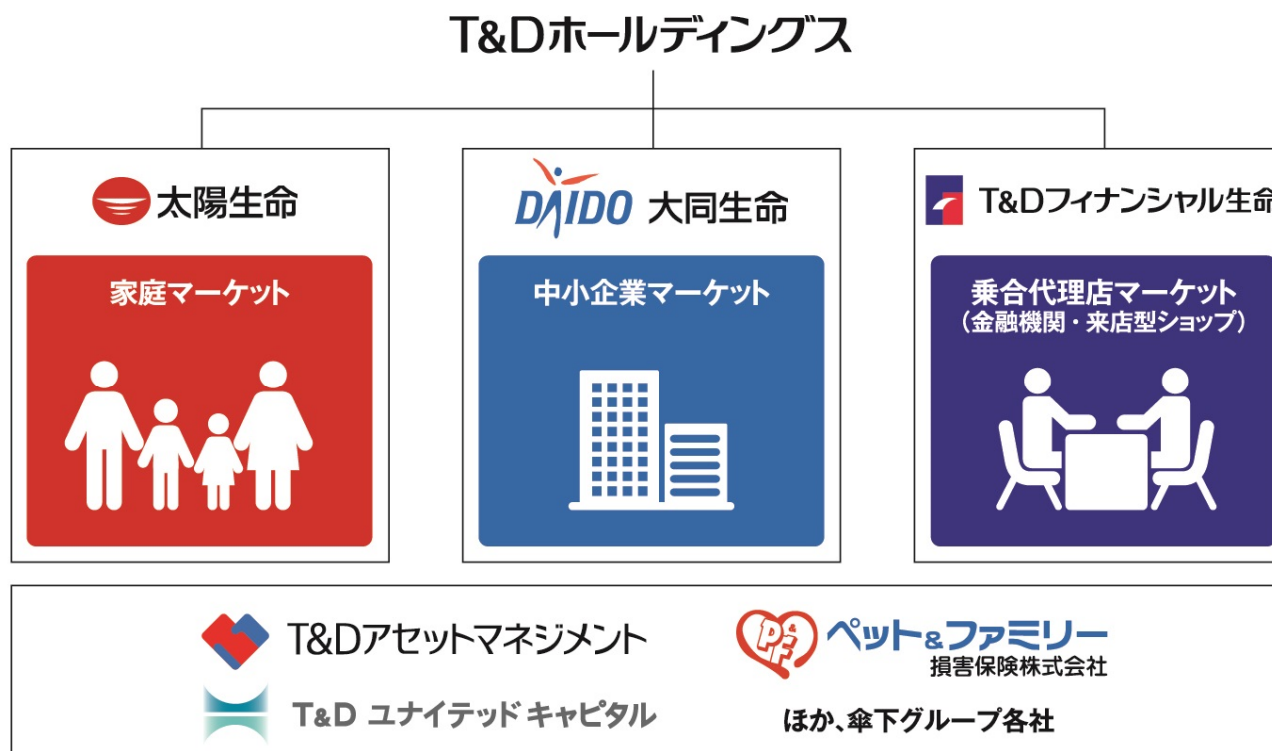 T&Dホールディングス
太陽生命
DAIDO 大同生命
T&Dフィナンシャル生命
家庭マーケット
中小企業マーケット
乗合代理店マーケット
(金融機関・来店型ショップ)
T&Dアセットマネジメント
P&F
ペット&ファミリー
損害保険株式会社
T&D ユナイテッド キャピタル
ほか、傘下グループ各社